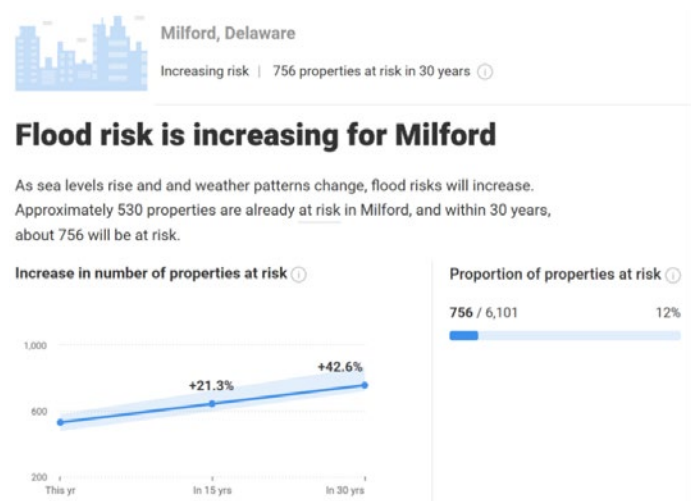 Milford, Delaware
Increasing risk | 756 properties at risk in 30 years
Flood risk is increasing for Milford
As sea levels rise and and weather patterns change, flood risks will increase.
Approximately 530 properties are already at risk in Milford, and within 30 years,
about 756 will be at risk.
Increase in number of properties at risk
1,000
+42.6%
+21.3%
600
200
This yr
In 15 yrs
In 30 yrs
Proportion of properties at risk
756 / 6,101
12%